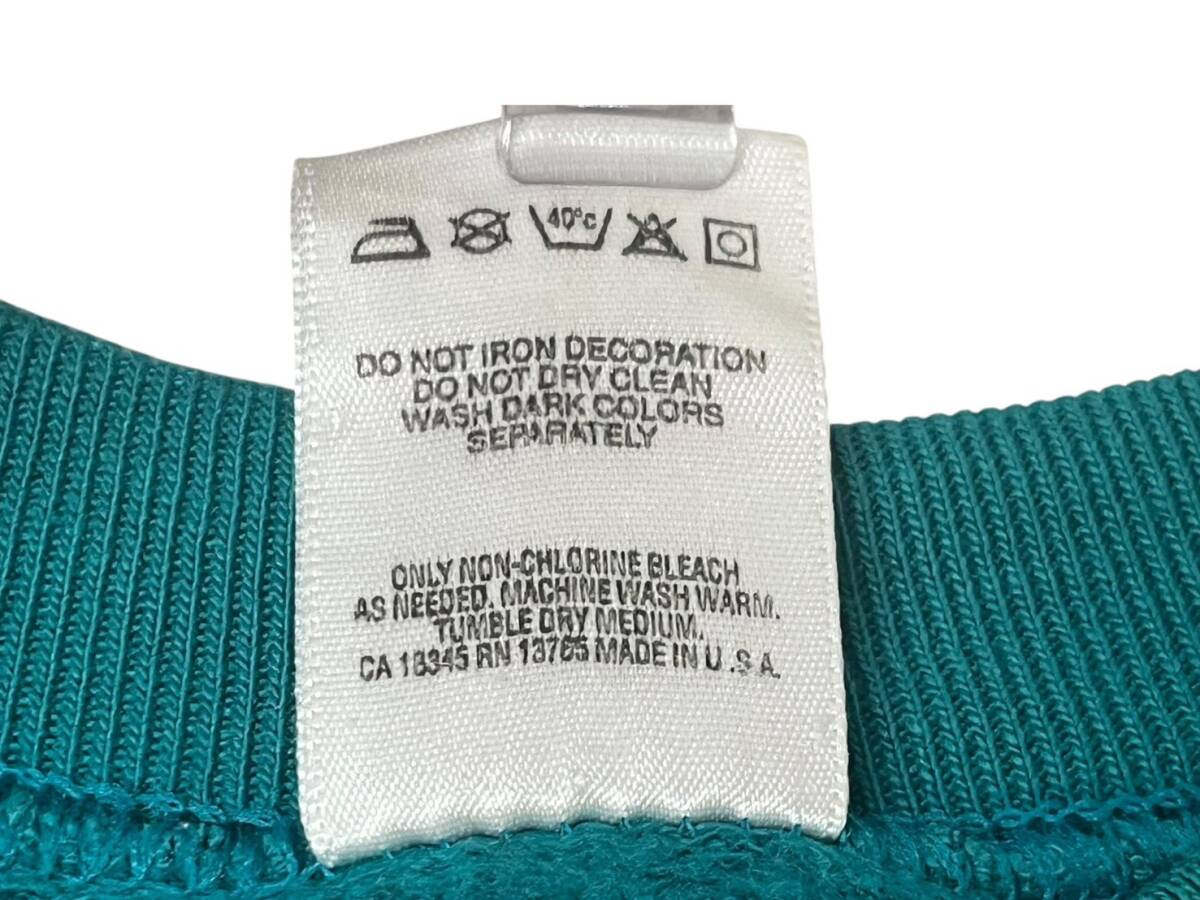 40°c
DO NOT IRON DECORATION
DO NOT DRY CLEAN
WASH DARK COLORS
SEPARATELY
ONLY NON-CHLORINE BLEACH
AS NEEDED. MACHINE WASH WARM.
TUMBLE DRY MEDIUM.
CA 18345 RN 13765 MADE IN U.S.A.